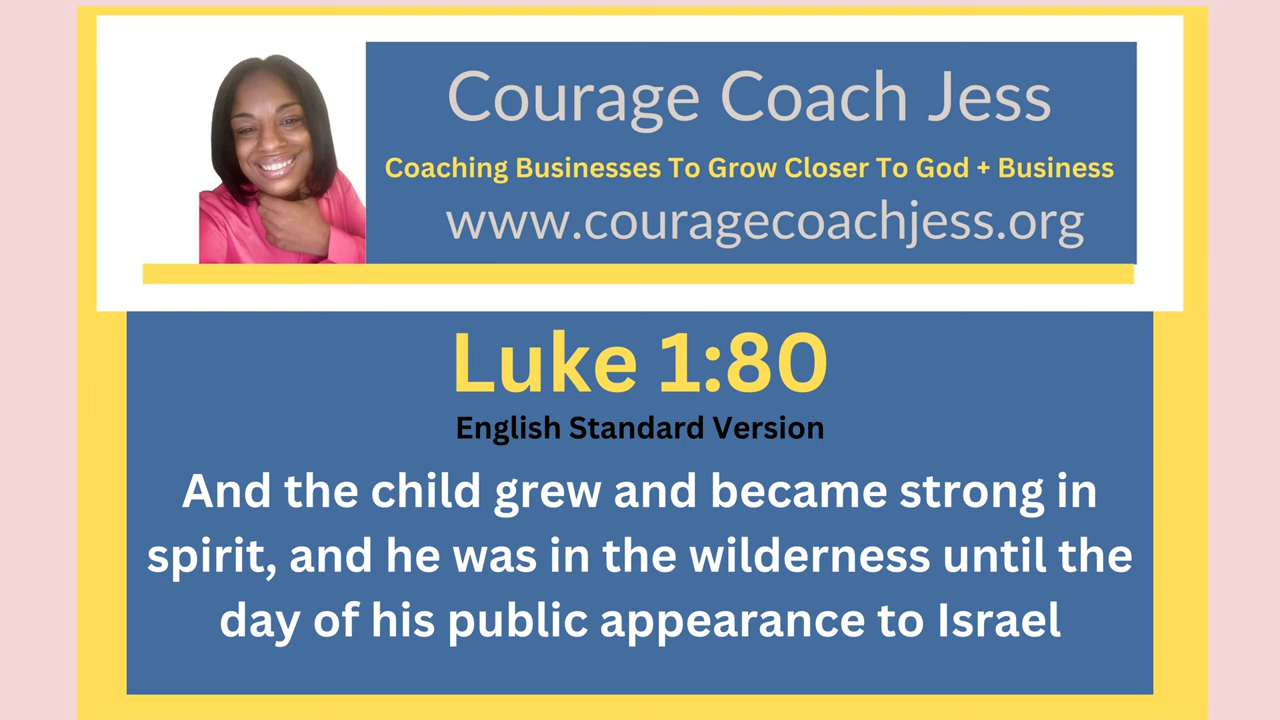 Courage Coach Jess
Coaching Businesses To Grow Closer To God + Business
www.couragecoachjess.org
Luke 1:80
English Standard Version
And the child grew and became strong in
spirit, and he was in the wilderness until the
day of his public appearance to Israel